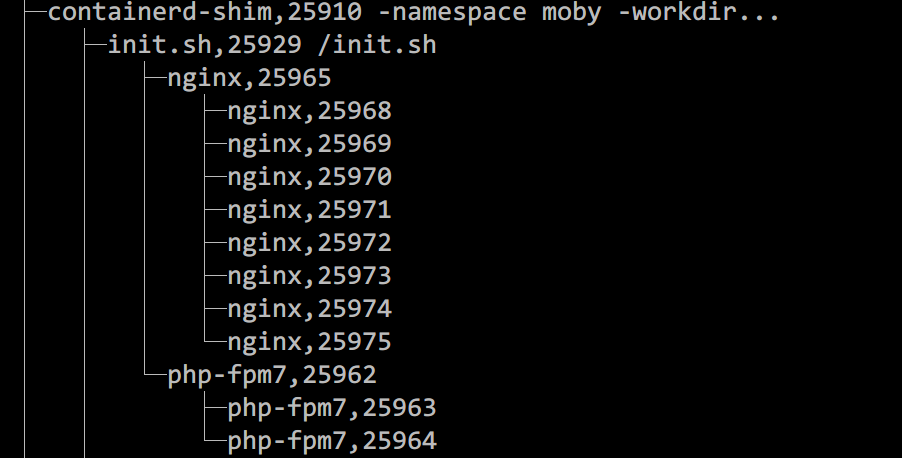 containerd-shim,25910 -namespace moby -workdir...
init.sh,25929 /init.sh
nginx,25965
nginx,25968
nginx,25969
nginx,25970
nginx,25971
nginx,25972
nginx,25973
nginx,25974
nginx,25975
php-fpm7,25962
php-fpm7,25963
php-fpm7,25964